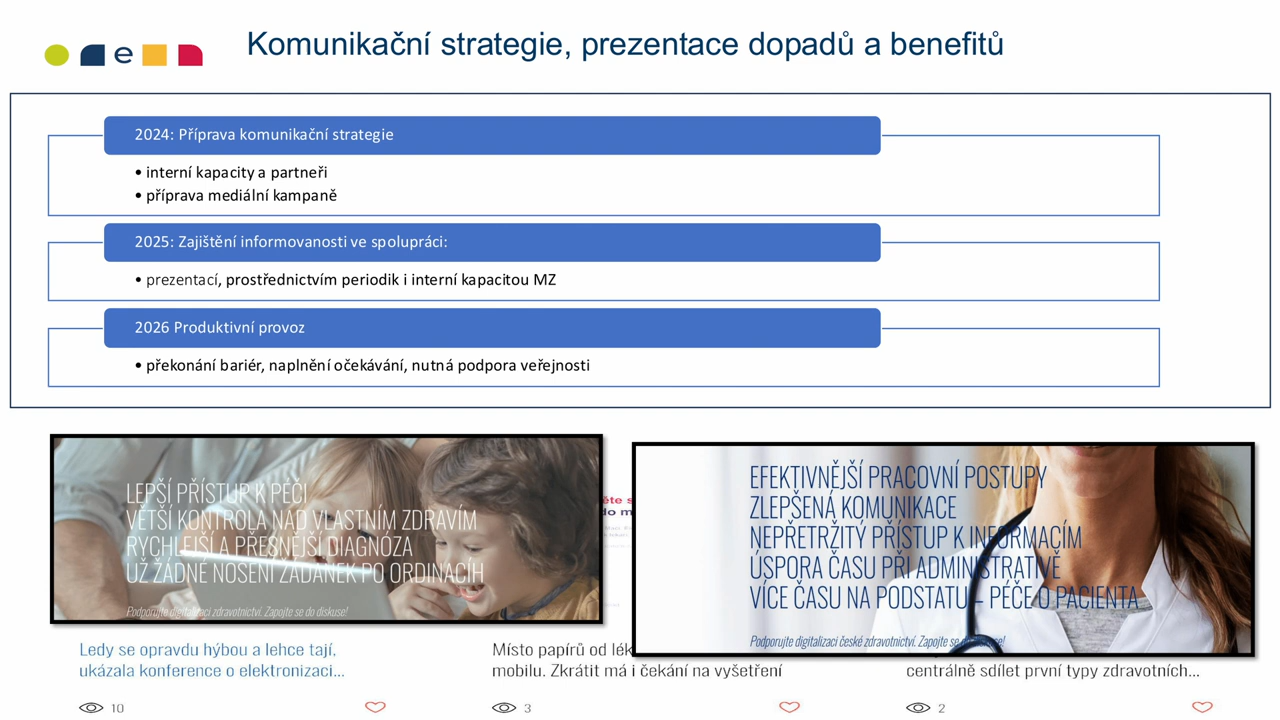 e
Komunikační strategie, prezentace dopadů a benefitů
2024: Příprava komunikační strategie
• interní kapacity a partneři
• příprava mediální kampaně
2025: Zajištění informovanosti ve spolupráci:
• prezentací, prostřednictvím periodik i interní kapacitou MZ
2026 Produktivní provoz
• překonání bariér, naplnění očekávání, nutná podpora veřejnosti
LEPŠÍ PŘÍSTUP K PÉČI
VĚTŠÍ KONTROLA NAD VLASTNÍM ZDRAVÍM
RYCHLEJŠÍ A PŘESNĚJŠÍ DIAGNÓZA
UŽ ŽÁDNÉ NOŠENÍ ŽÁDANEK PO ORDINACÍH
Podporujte digitalizaci zdravotnictví. Zapojte se do diskuse!
EFEKTIVNĚJŠÍ PRACOVNÍ POSTUPY
ZLEPŠENÁ KOMUNIKACE
NEPŘETRŽITÝ PŘÍSTUP K INFORMACÍM
ÚSPORA ČASU PŘI ADMINISTRATIVĚ
VÍCE ČASU NA PODSTATU – PÉČE O PACIENTA
Podporujte digitalizaci české zdravotnictví. Zapojte se do diskuse!
Ledy se opravdu hýbou a lehce tají,
ukázala konference o elektronizaci...
10
Místo papírů od lék
mobilu. Zkrátit má i čekání na vyšetření
3
centrálně sdílet první typy zdravotních...
2